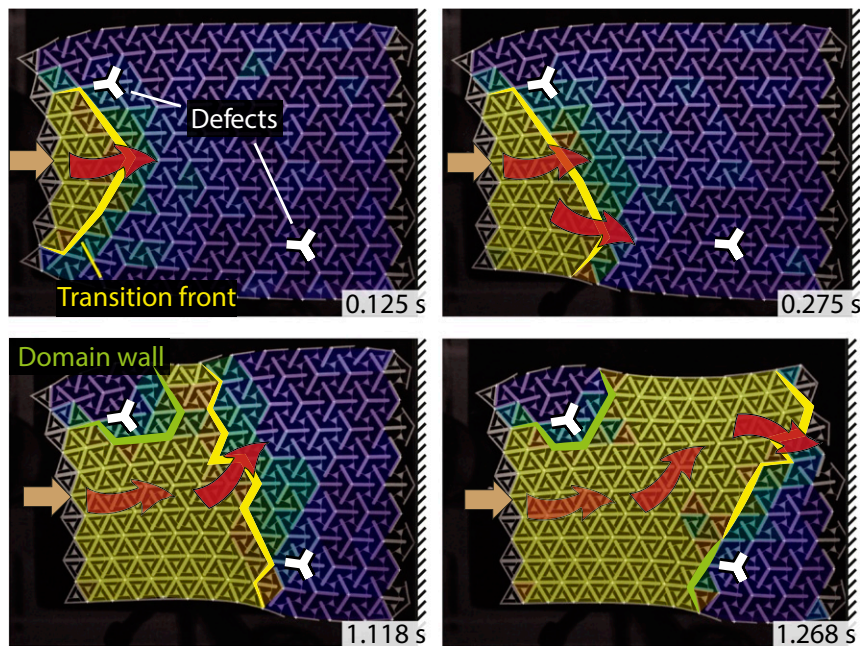 Defects
Transition front
0.125 s
0.275 s
Domain wall
1.118 s
1.268 s